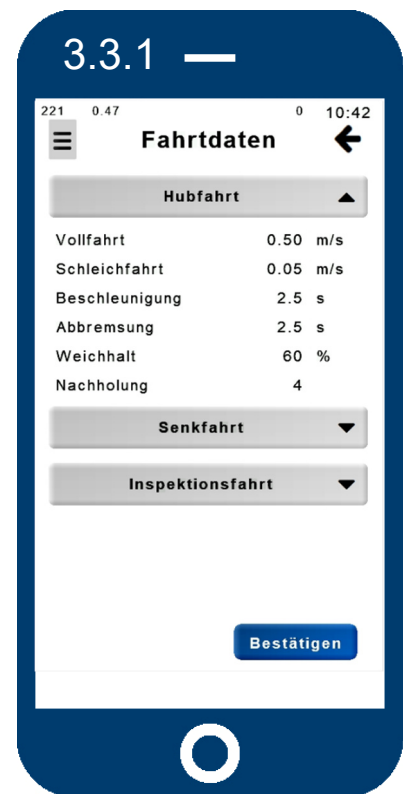 3.3.1
221 0.47 0 10:42
Fahrtdaten
Hubfahrt
Vollfahrt 0.50 m/s
Schleichfahrt 0.05 m/s
Beschleunigung 2.5 s
Abbremsung 2.5 s
Weichhalt 60 %
Nachholung 4
Senkfahrt
Inspektionsfahrt
Bestätigen